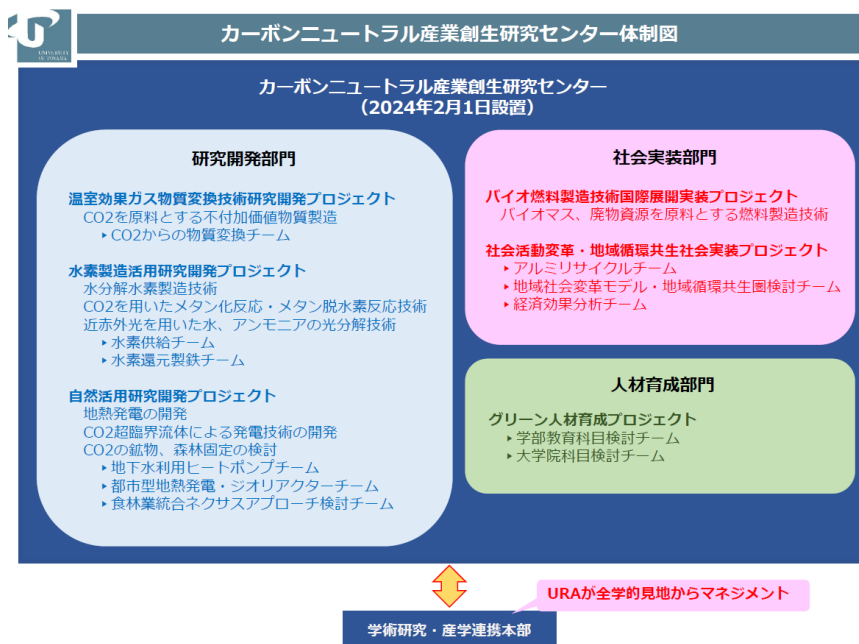 UNIVERSITY
OF TOYAMA
カーボンニュートラル産業創生研究センター体制図
カーボンニュートラル産業創生研究センター
（2024年2月1日設置）
研究開発部門
温室効果ガス物質変換技術研究開発プロジェクト
CO2を原料とする不付加価値物質製造
▶CO2からの物質変換チーム
水素製造活用研究開発プロジェクト
水分解水素製造技術
CO2を用いたメタン化反応・メタン脱水素反応技術
近赤外光を用いた水、アンモニアの光分解技術
▶水素供給チーム
▶水素還元製鉄チーム
自然活用研究開発プロジェクト
地熱発電の開発
CO2超臨界流体による発電技術の開発
CO2の鉱物、森林固定の検討
▶地下水利用ヒートポンプチーム
▶都市型地熱発電・ジオリアクターチーム
▶食林業統合ネクサスアプローチ検討チーム
社会実装部門
バイオ燃料製造技術国際展開実装プロジェクト
バイオマス、廃物資源を原料とする燃料製造技術
社会活動変革・地域循環共生社会実装プロジェクト
▶アルミリサイクルチーム
▶地域社会変革モデル・地域循環共生圏検討チーム
▶経済効果分析チーム
人材育成部門
グリーン人材育成プロジェクト
▶学部教育科目検討チーム
▶大学院科目検討チーム
URAが全学的見地からマネジメント
学術研究・産学連携本部